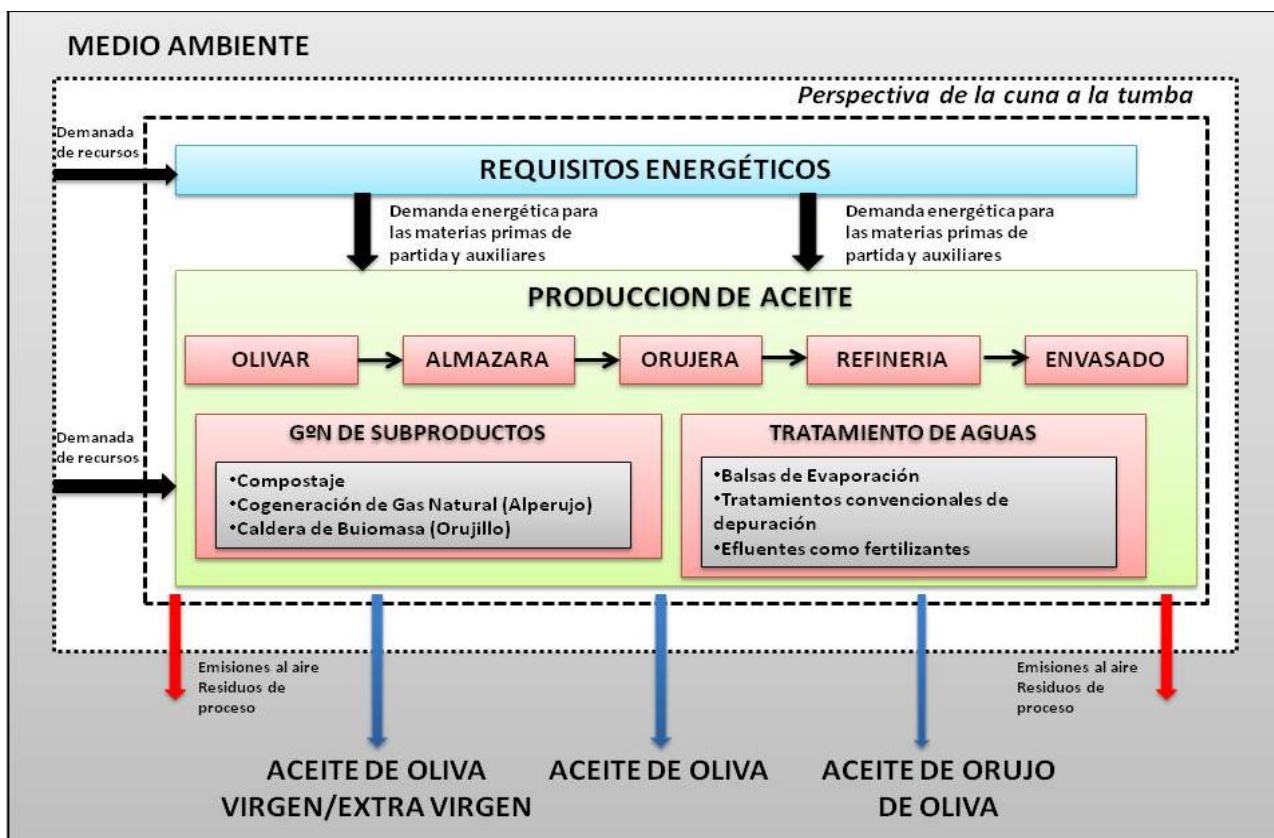 MEDIO AMBIENTE
Perspectiva de la cuna a la tumba
Demanada
de recursos
REQUISITOS ENERGÉTICOS
Demanda energética para
las materias primas de
partida y auxiliares
Demanda energética para
las materias primas de
partida y auxiliares
PRODUCCION DE ACEITE
OLIVAR
ALMAZARA
ORUJERA
REFINERIA
ENVASADO
Demanada
de recursos
GºN DE SUBPRODUCTOS
•Compostaje
•Cogeneración de Gas Natural (Alperujo)
•Caldera de Buiomasa (Orujillo)
TRATAMIENTO DE AGUAS
•Balsas de Evaporación
•Tratamientos convencionales de
depuración
•Efluentes como fertilizantes
Emisiones al aire
Residuos de
proceso
Emisiones al aire
Residuos de
proceso
ACEITE DE OLIVA
VIRGEN/EXTRA VIRGEN
ACEITE DE OLIVA
ACEITE DE ORUJO
DE OLIVA